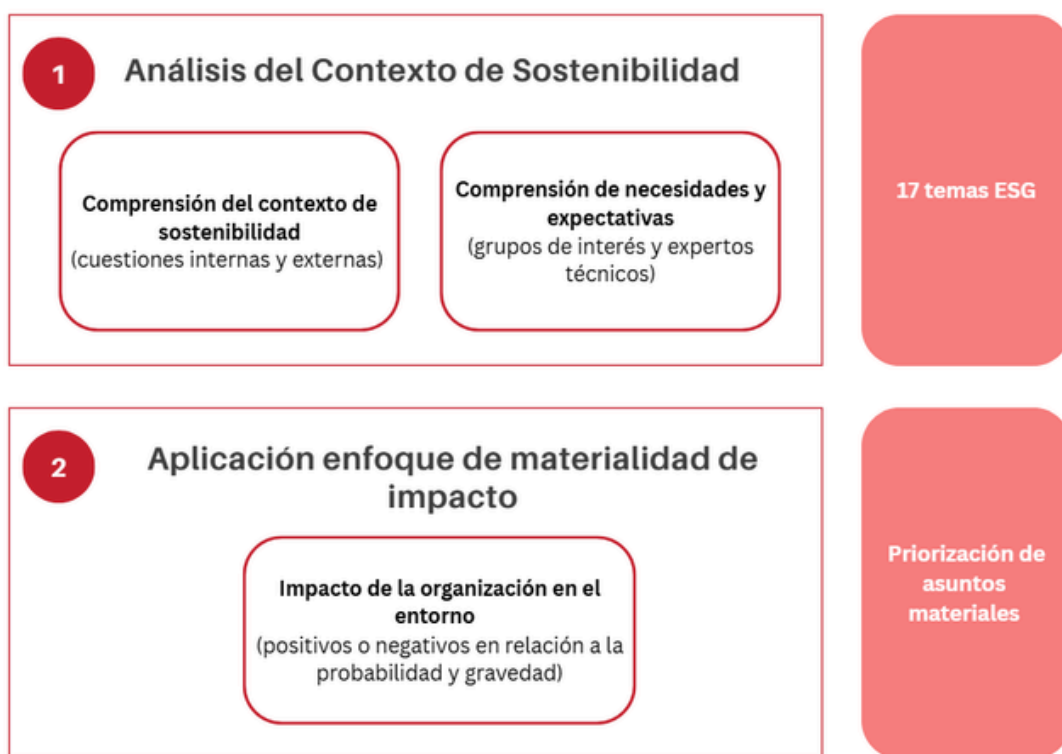 1
Análisis del Contexto de Sostenibilidad
Comprensión del contexto de
sostenibilidad
(cuestiones internas y externas)
Comprensión de necesidades y
expectativas
(grupos de interés y expertos
técnicos)
17 temas ESG
2
Aplicación enfoque de materialidad de
impacto
Impacto de la organización en el
entorno
(positivos o negativos en relación a la
probabilidad y gravedad)
Priorización de
asuntos
materiales